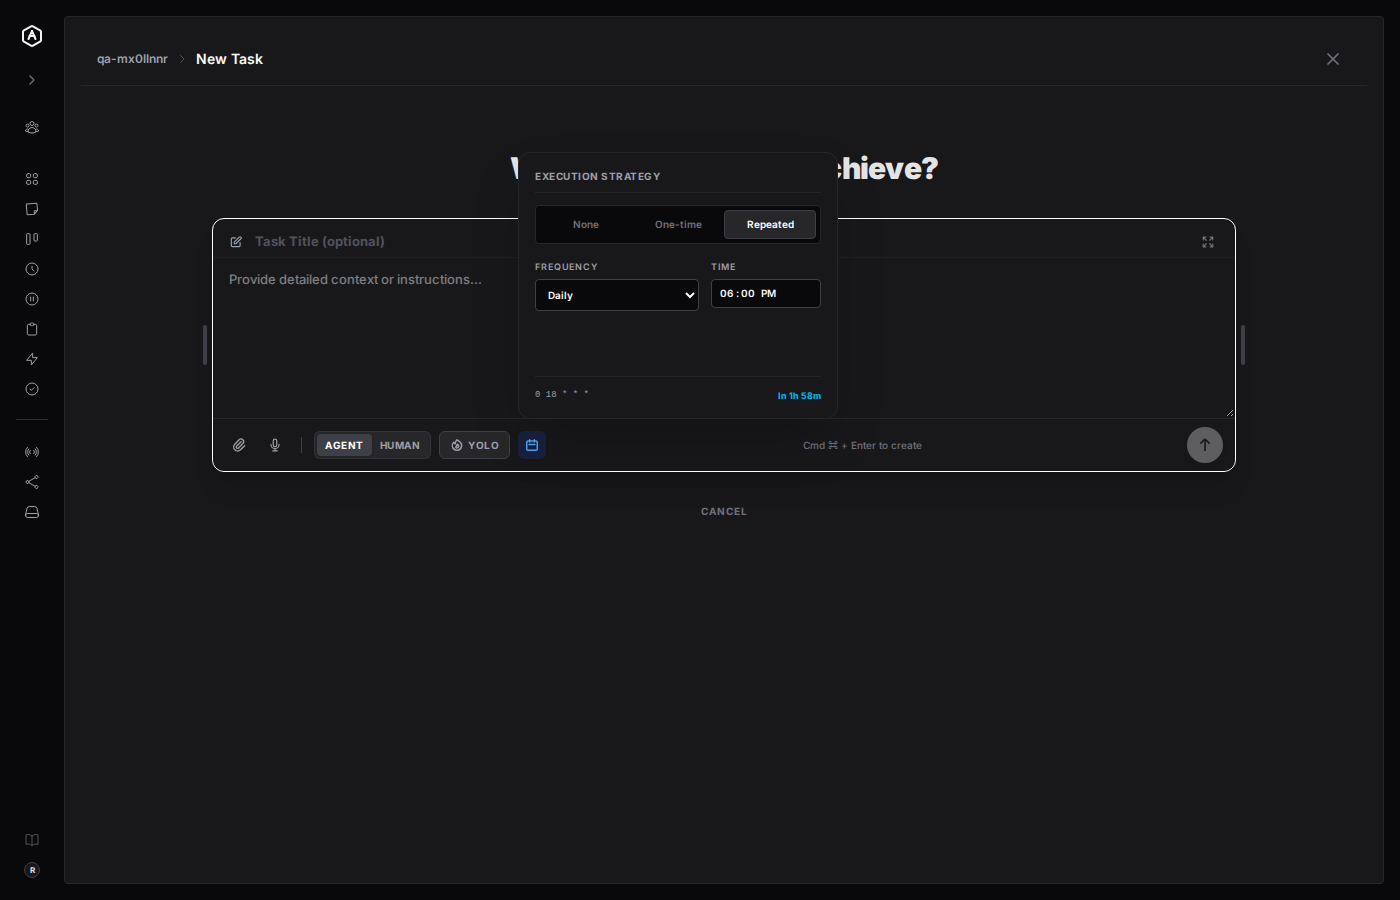 qa-mx0llnnr > New Task
chieve?
EXECUTION STRATEGY
None One-time Repeated
Task Title (optional)
FREQUENCY TIME
Provide detailed context or instructions...
Daily 06:00 PM
0 18 * * * In 1h 58m
AGENT HUMAN YOLO Cmd ⌘ + Enter to create
CANCEL
R